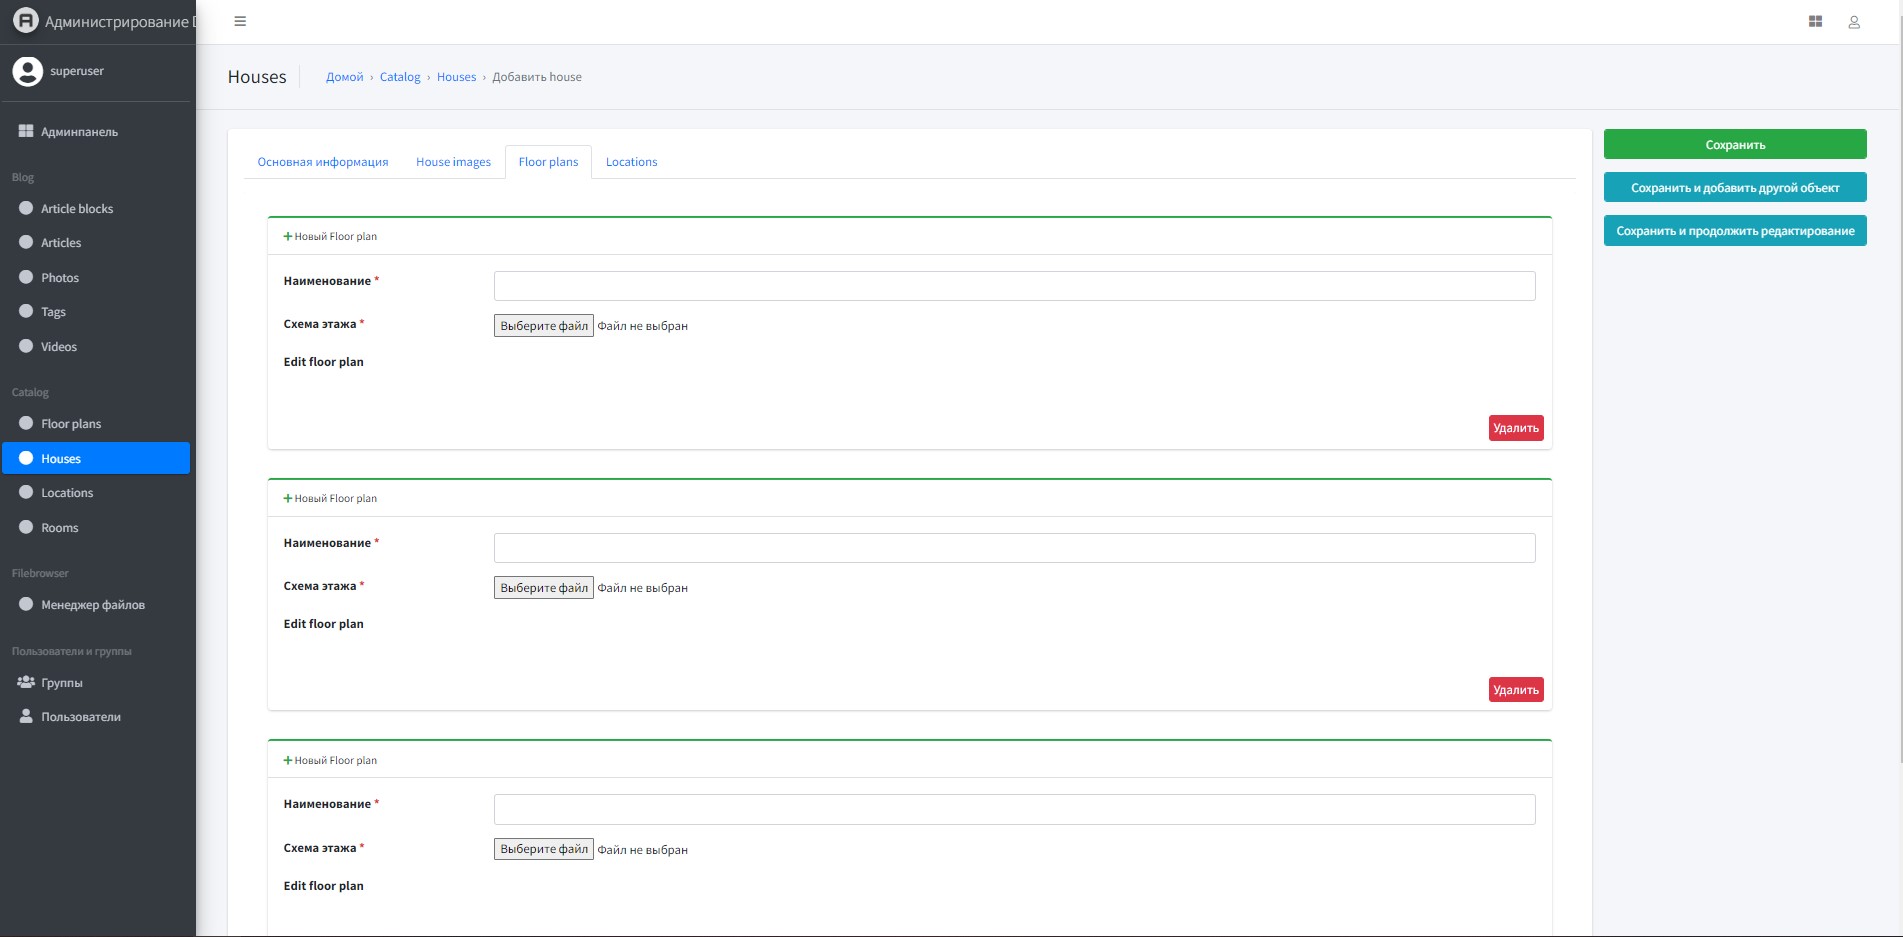 Администрирование
superuser
Админпанель
Blog
Article blocks
Articles
Photos
Tags
Videos
Catalog
Floor plans
Houses
Locations
Rooms
Filebrowser
Менеджер файлов
Пользователи и группы
Группы
Пользователи
Houses
Домой › Catalog › Houses › Добавить house
Основная информация House images Floor plans Locations
+ Новый Floor plan
Наименование *
Схема этажа * Выберите файл Файл не выбран
Edit floor plan
Удалить
+ Новый Floor plan
Наименование *
Схема этажа * Выберите файл Файл не выбран
Edit floor plan
Удалить
+ Новый Floor plan
Наименование *
Схема этажа * Выберите файл Файл не выбран
Edit floor plan
Сохранить
Сохранить и добавить другой объект
Сохранить и продолжить редактирование